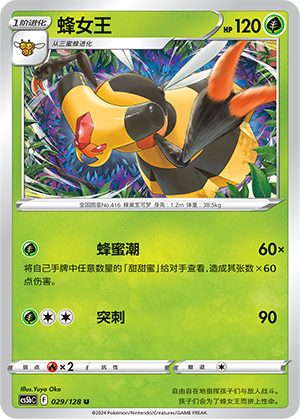 1阶进化
蜂女王
HP 120
从三蜜蜂进化
全国图鉴No.416 蜂巢宝可梦 身高：1.2m 体重：38.5kg
蜂蜜潮 60×
将自己手牌中任意数量的「甜甜蜜」给对手查看，造成其张数×60
点伤害。
突刺 90
弱点 ×2 抵抗力 撤退
Illus.Yuya Oka
自由自在地指挥孩子们与敌人战斗。
孩子们会为了蜂女王而拼上性命。
CS5bC F 029/128 U
©2024 Pokémon/Nintendo/Creatures/GAME FREAK.